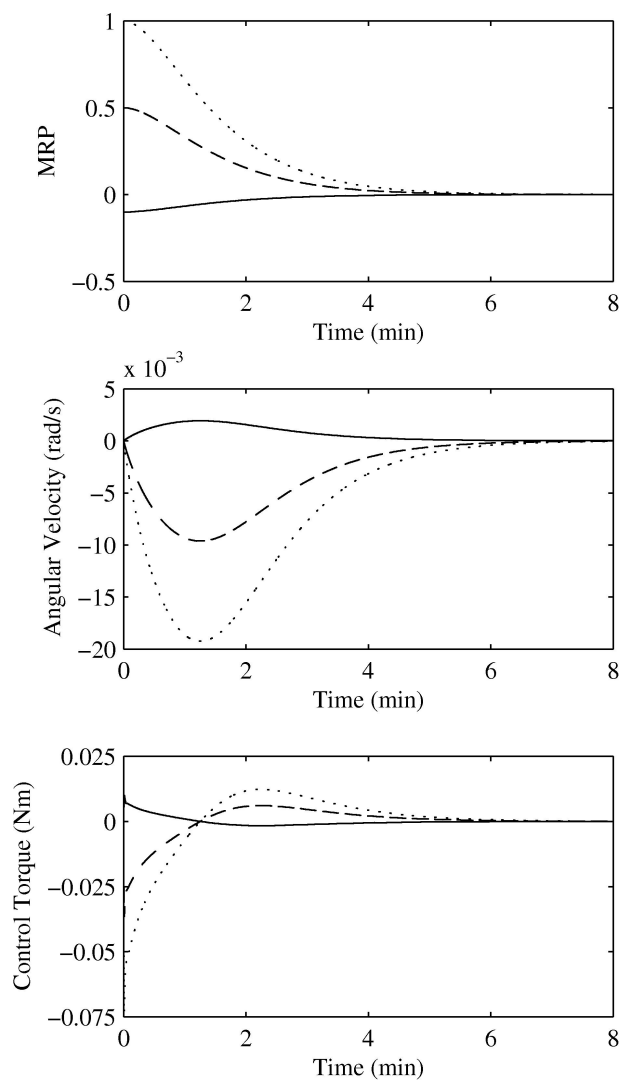 1
0.5
0
−0.5
MRP
0 2 4 6 8
Time (min)
x 10⁻³
5
0
−5
−10
−15
−20
Angular Velocity (rad/s)
0 2 4 6 8
Time (min)
0.025
0
−0.025
−0.05
−0.075
Control Torque (Nm)
0 2 4 6 8
Time (min)